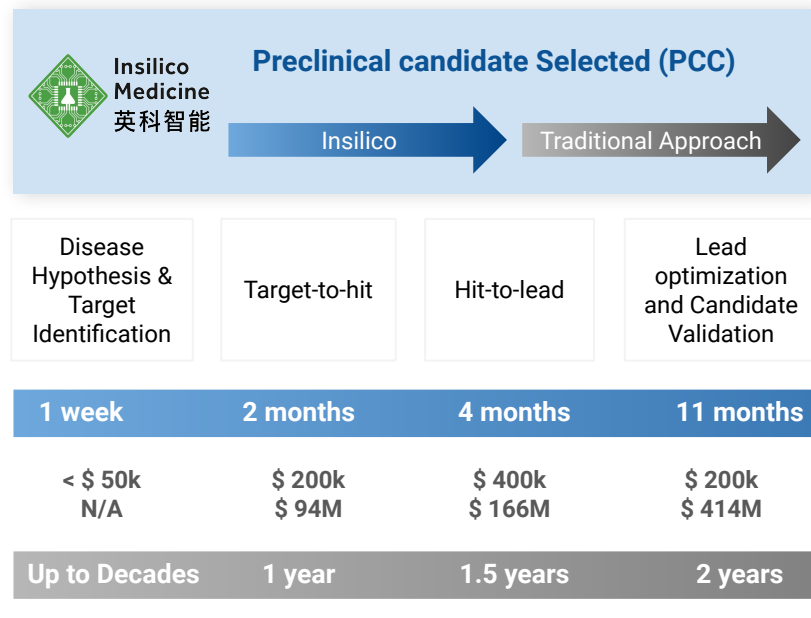 Insilico
Medicine
英科智能
Preclinical candidate Selected (PCC)
Insilico
Traditional Approach
Disease
Hypothesis &
Target
Identification
Target-to-hit
Hit-to-lead
Lead
optimization
and Candidate
Validation
1 week 2 months 4 months 11 months
< $ 50k $ 200k $ 400k $ 200k
N/A $ 94M $ 166M $ 414M
Up to Decades 1 year 1.5 years 2 years